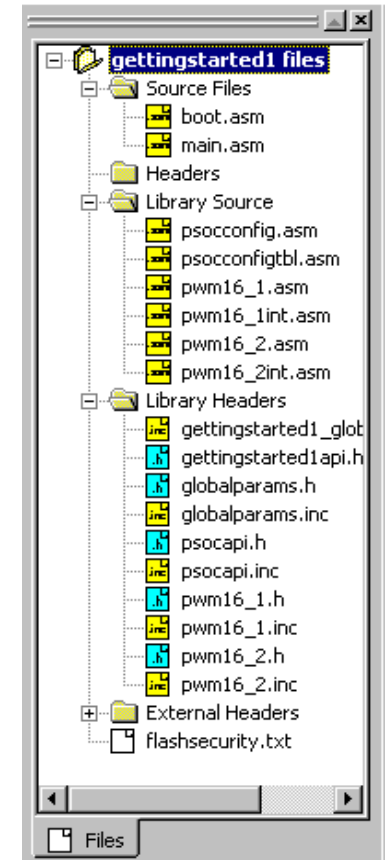 gettingstarted1 files
Source Files
boot.asm
main.asm
Headers
Library Source
psocconfig.asm
psocconfigtbl.asm
pwm16_1.asm
pwm16_1int.asm
pwm16_2.asm
pwm16_2int.asm
Library Headers
gettingstarted1_glob
gettingstarted1api.h
globalparams.h
globalparams.inc
psocapi.h
psocapi.inc
pwm16_1.h
pwm16_1.inc
pwm16_2.h
pwm16_2.inc
External Headers
flashsecurity.txt
Files